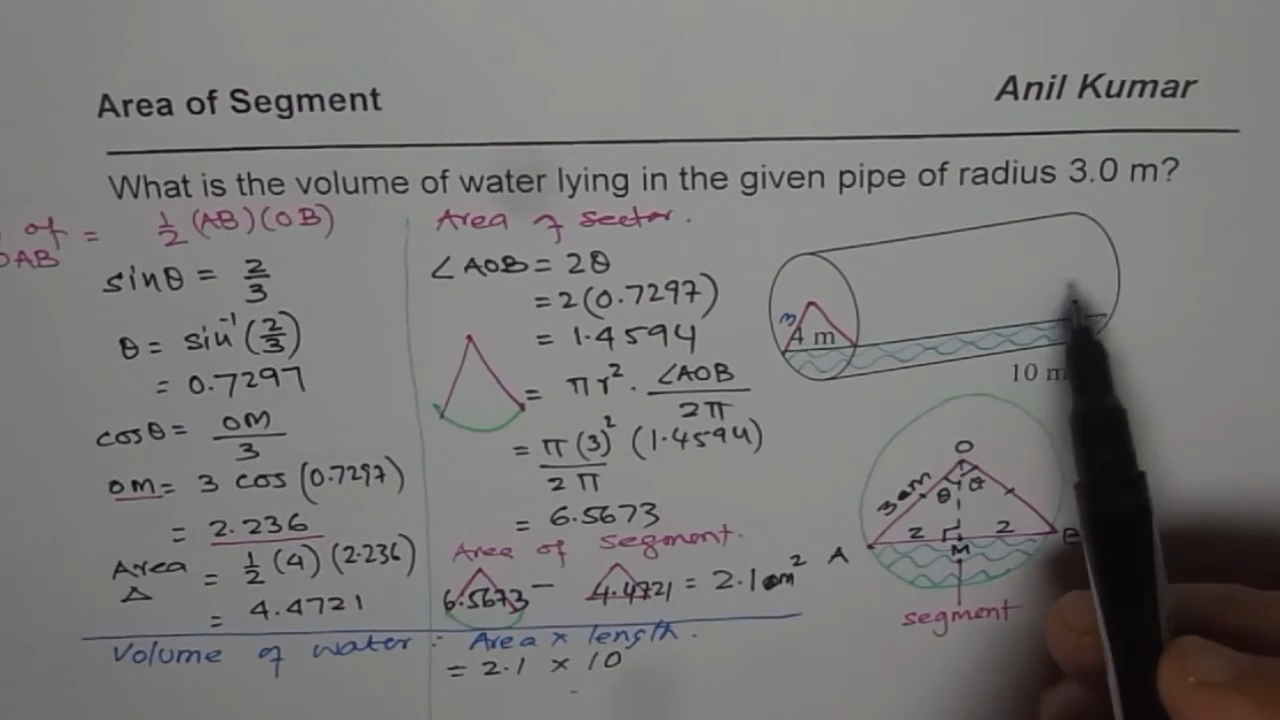 Area of Segment
Anil Kumar
What is the volume of water lying in the given pipe of radius 3.0 m?
of = 1/2 (AB)(OB)
OAB
sinθ = 2/3
θ = sin⁻¹(2/3)
= 0.7297
cosθ = OM/3
OM = 3 cos(0.7297)
= 2.236
Area Δ = 1/2 (4)(2.236)
= 4.4721
Area of sector.
∠AOB = 2θ
= 2(0.7297)
= 1.4594
= πr² · ∠AOB/2π
= π(3)²/2π (1.4594)
= 6.5673
Area of segment.
6.5673 - 4.4721 = 2.1 m²
Volume of water : Area x length.
= 2.1 x 10
3
4 m
10 m
O
3 cm
θ θ
2 2
A M B
segment